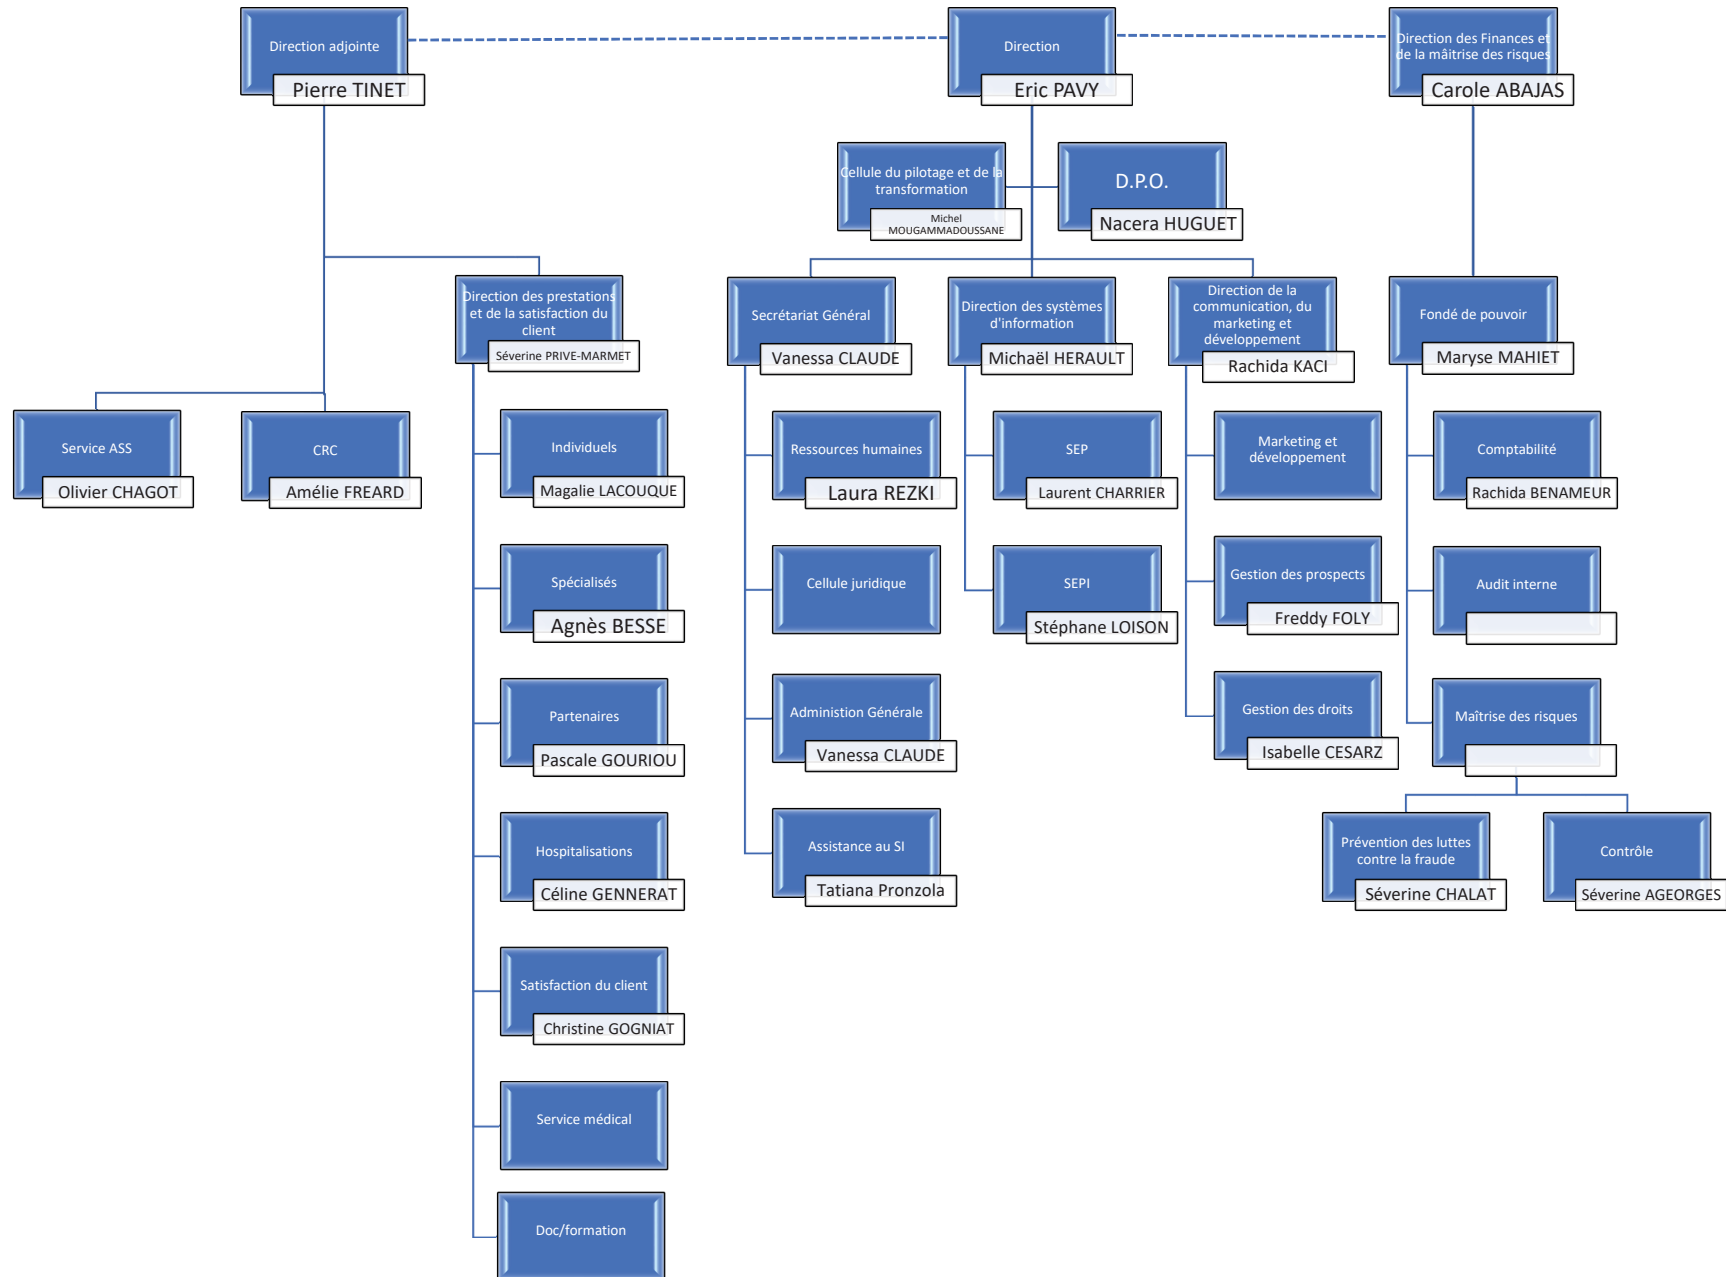 Direction adjointe
Pierre TINET
Direction
Eric PAVY
Direction des Finances et
de la mâitrise des risques
Carole ABAJAS
Cellule du pilotage et de la
transformation
Michel
MOUGAMMADOUSSANE
D.P.O.
Nacera HUGUET
Direction des prestations
et de la satisfaction du
client
Séverine PRIVE-MARMET
Secrétariat Général
Vanessa CLAUDE
Direction des systèmes
d'information
Michaël HERAULT
Direction de la
communication, du
marketing et
développement
Rachida KACI
Fondé de pouvoir
Maryse MAHIET
Service ASS
Olivier CHAGOT
CRC
Amélie FREARD
Individuels
Magalie LACOUQUE
Ressources humaines
Laura REZKI
SEP
Laurent CHARRIER
Marketing et
développement
Comptabilité
Rachida BENAMEUR
Spécialisés
Agnès BESSE
Cellule juridique
SEPI
Stéphane LOISON
Gestion des prospects
Freddy FOLY
Audit interne
Partenaires
Pascale GOURIOU
Administion Générale
Vanessa CLAUDE
Gestion des droits
Isabelle CESARZ
Maîtrise des risques
Hospitalisations
Céline GENNERAT
Assistance au SI
Tatiana Pronzola
Prévention des luttes
contre la fraude
Séverine CHALAT
Contrôle
Séverine AGEORGES
Satisfaction du client
Christine GOGNIAT
Service médical
Doc/formation